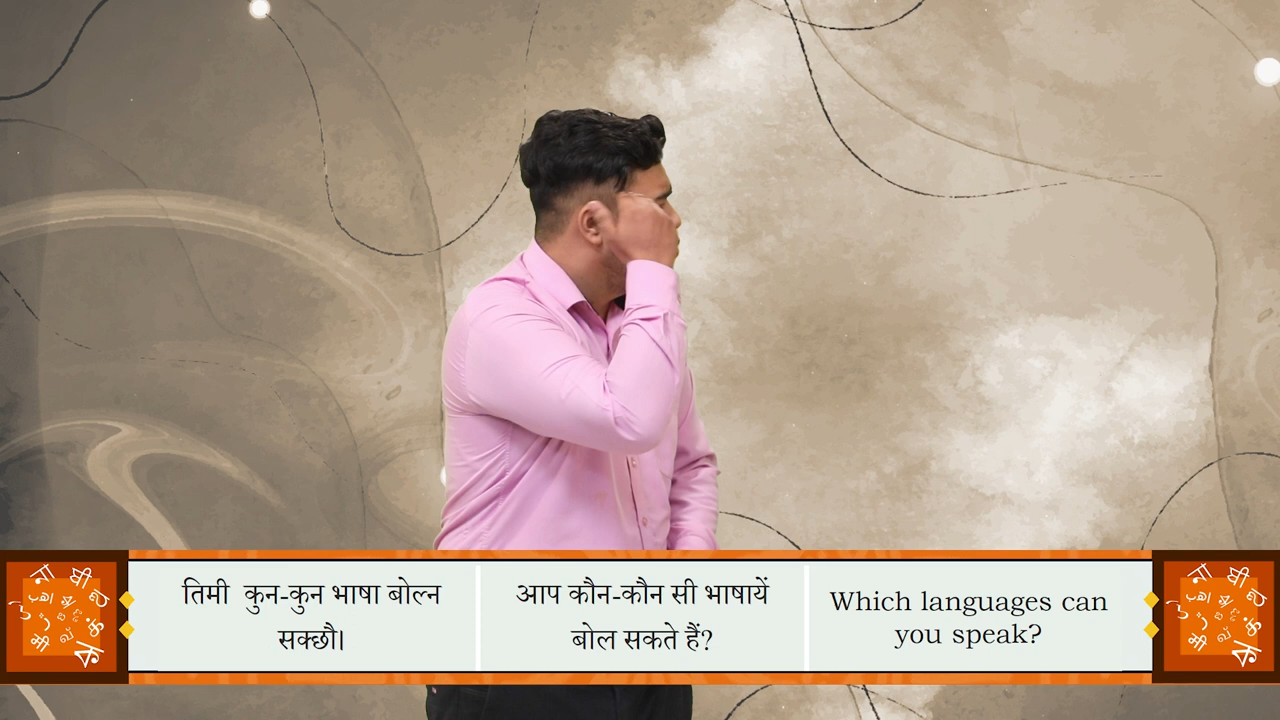 तिमी  कुन-कुन भाषा बोल्न
सक्छौ।
आप कौन-कौन सी भाषायें
बोल सकते हैं?
Which languages can
you speak?